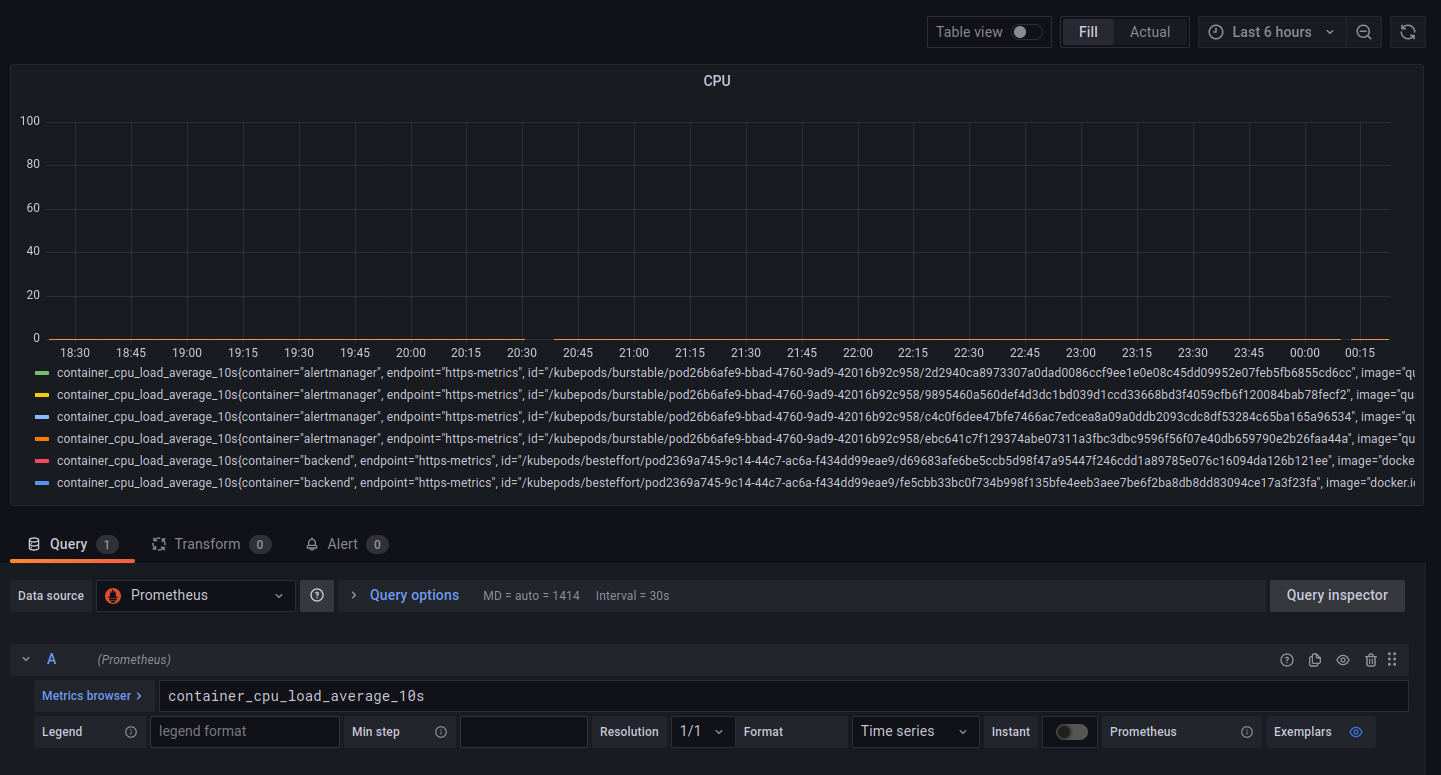 Table view Fill Actual Last 6 hours
CPU
100
80
60
40
20
0
18:30 18:45 19:00 19:15 19:30 19:45 20:00 20:15 20:30 20:45 21:00 21:15 21:30 21:45 22:00 22:15 22:30 22:45 23:00 23:15 23:30 23:45 00:00 00:15
container_cpu_load_average_10s{container="alertmanager", endpoint="https-metrics", id="/kubepods/burstable/pod26b6afe9-bbad-4760-9ad9-42016b92c958/2d2940ca8973307a0dad0086ccf9ee1e0e08c45dd09952e07feb5fb6855cd6cc", image="qu
container_cpu_load_average_10s{container="alertmanager", endpoint="https-metrics", id="/kubepods/burstable/pod26b6afe9-bbad-4760-9ad9-42016b92c958/9895460a560def4d3dc1bd039d1ccd33668bd3f4059cfb6f120084bab78fecf2", image="qu
container_cpu_load_average_10s{container="alertmanager", endpoint="https-metrics", id="/kubepods/burstable/pod26b6afe9-bbad-4760-9ad9-42016b92c958/c4c0f6dee47bfe7466ac7edcea8a09a0ddb2093cdc8df53284c65ba165a96534", image="qu
container_cpu_load_average_10s{container="alertmanager", endpoint="https-metrics", id="/kubepods/burstable/pod26b6afe9-bbad-4760-9ad9-42016b92c958/ebc641c7f129374abe07311a3fbc3dbc9596f56f07e40db659790e2b26faa44a", image="qu
container_cpu_load_average_10s{container="backend", endpoint="https-metrics", id="/kubepods/besteffort/pod2369a745-9c14-44c7-ac6a-f434dd99eae9/d69683afe6be5ccb5d98f47a95447f246cdd1a89785e076c16094da126b121ee", image="docke
container_cpu_load_average_10s{container="backend", endpoint="https-metrics", id="/kubepods/besteffort/pod2369a745-9c14-44c7-ac6a-f434dd99eae9/fe5cbb33bc0f734b998f135bfe4eeb3aee7be6f2ba8db8dd83094ce17a3f23fa", image="docker.i
Query 1 Transform 0 Alert 0
Data source Prometheus Query options MD = auto = 1414 Interval = 30s Query inspector
A (Prometheus)
Metrics browser container_cpu_load_average_10s
Legend legend format Min step Resolution 1/1 Format Time series Instant Prometheus Exemplars